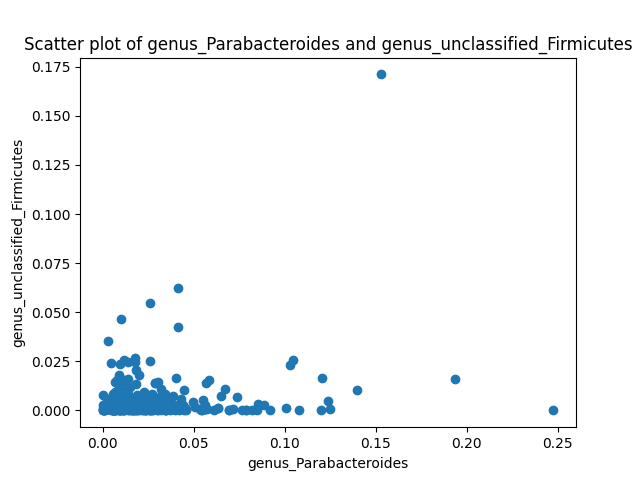 Scatter plot of genus_Parabacteroides and genus_unclassified_Firmicutes
genus_unclassified_Firmicutes
0.175
0.150
0.125
0.100
0.075
0.050
0.025
0.000
0.00 0.05 0.10 0.15 0.20 0.25
genus_Parabacteroides